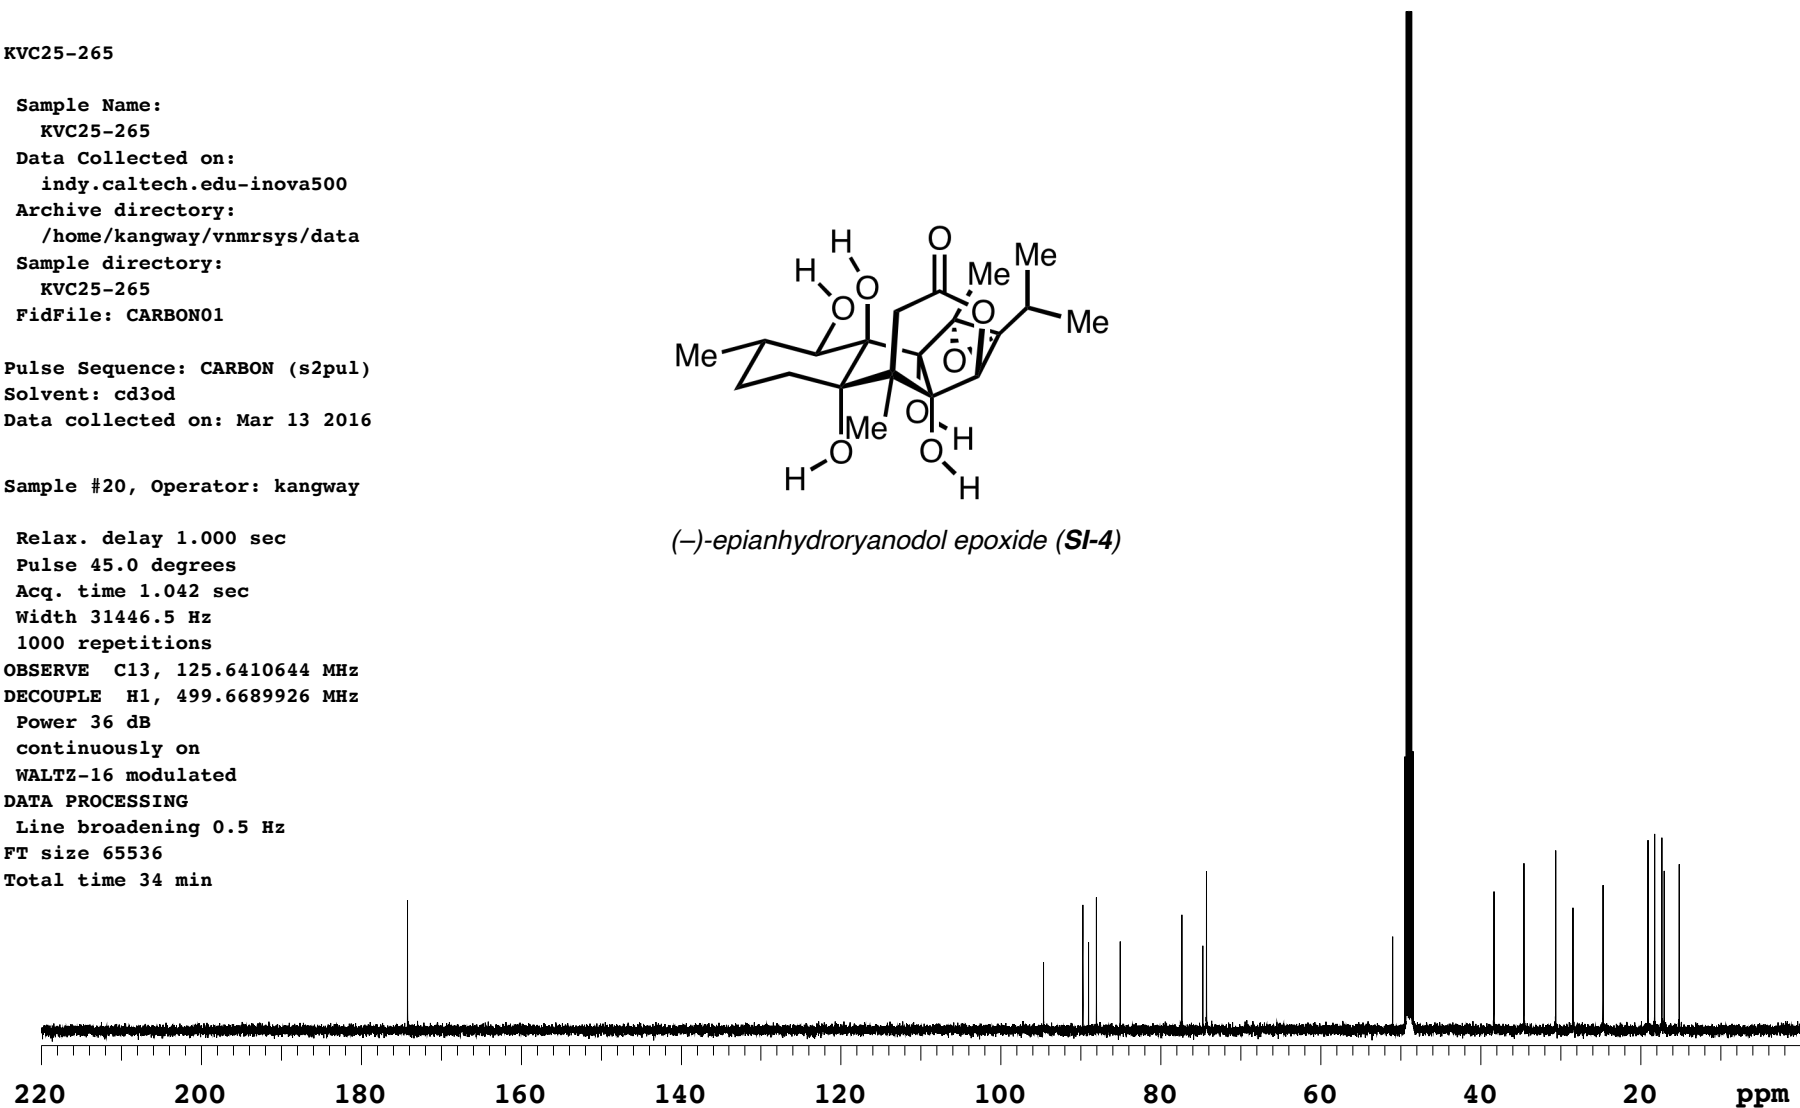 KVC25-265
Sample Name:
KVC25-265
Data Collected on:
indy.caltech.edu-inova500
Archive directory:
/home/kangway/vnmrsys/data
Sample directory:
KVC25-265
FidFile: CARBON01
Pulse Sequence: CARBON (s2pul)
Solvent: cd3od
Data collected on: Mar 13 2016
Sample #20, Operator: kangway
Relax. delay 1.000 sec
Pulse 45.0 degrees
Acq. time 1.042 sec
Width 31446.5 Hz
1000 repetitions
OBSERVE C13, 125.6410644 MHz
DECOUPLE H1, 499.6689926 MHz
Power 36 dB
continuously on
WALTZ-16 modulated
DATA PROCESSING
Line broadening 0.5 Hz
FT size 65536
Total time 34 min
H O Me
H O Me
O O Me
Me O
O Me O H
H O H
(–)-epianhydroryanodol epoxide (SI-4)
220 200 180 160 140 120 100 80 60 40 20 ppm